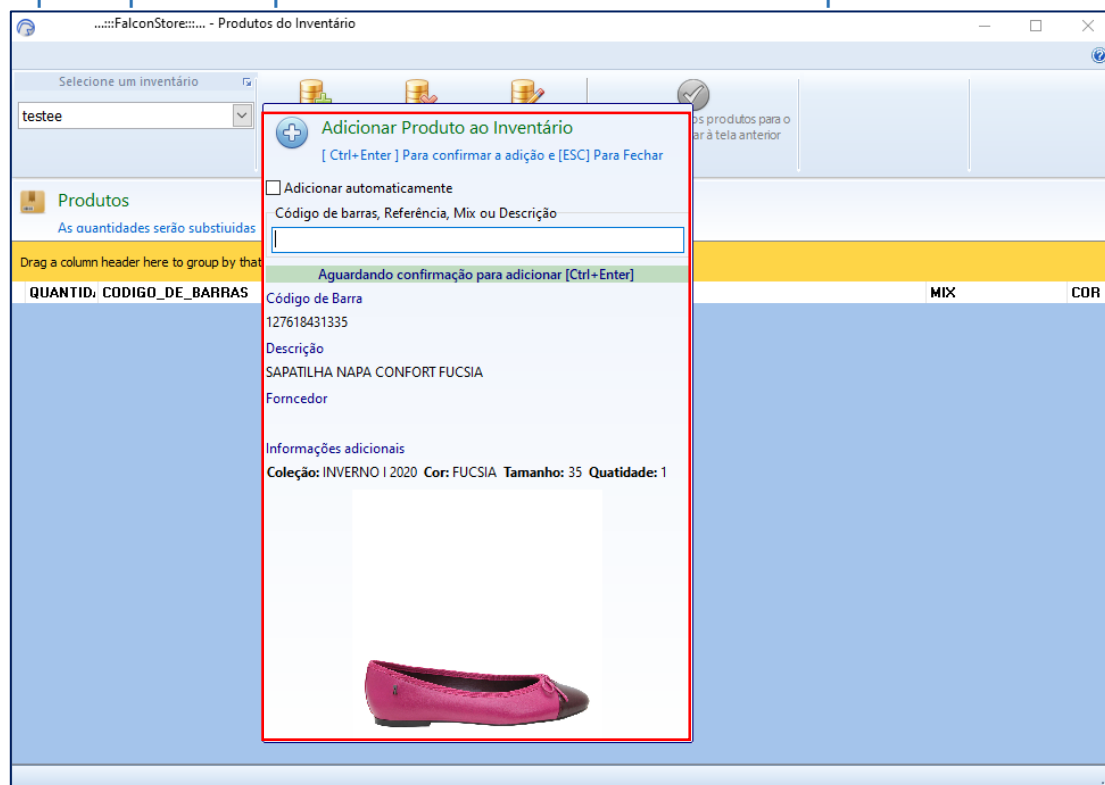 ...:::FalconStore:::... - Produtos do Inventário
Selecione um inventário
testee
os produtos para o
ar à tela anterior
Adicionar Produto ao Inventário
[ Ctrl+Enter ] Para confirmar a adição e [ESC] Para Fechar
Adicionar automaticamente
Código de barras, Referência, Mix ou Descrição
Produtos
As quantidades serão substiuidas
Drag a column header here to group by that
Aguardando confirmação para adicionar [Ctrl+Enter]
QUANTID CODIGO_DE_BARRAS MIX COR
Código de Barra
127618431335
Descrição
SAPATILHA NAPA CONFORT FUCSIA
Forncedor
Informações adicionais
Coleção: INVERNO I 2020 Cor: FUCSIA Tamanho: 35 Quatidade: 1